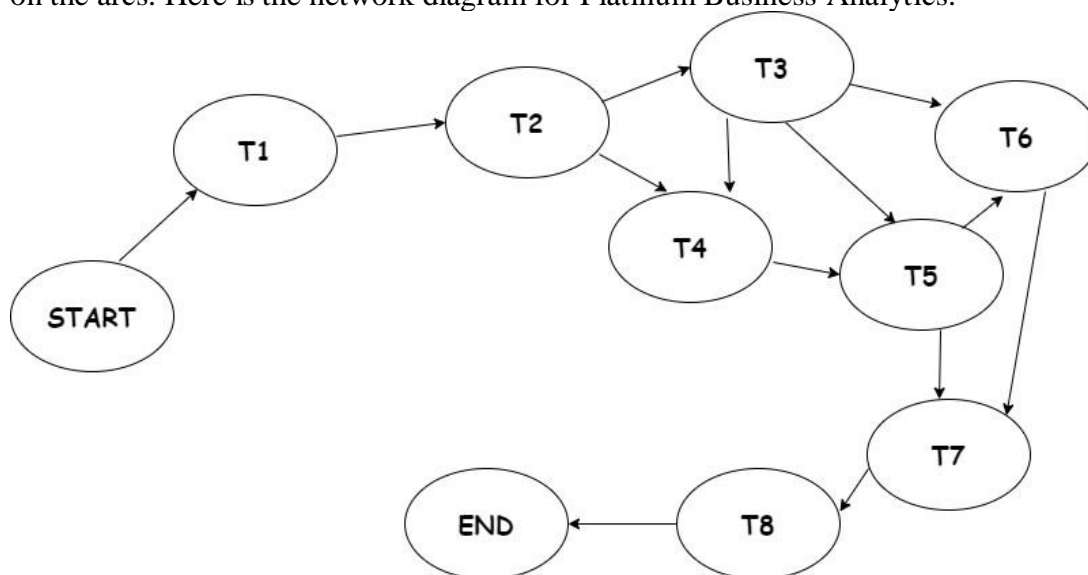 on the arcs. Here is the network diagram for Platinum Business Analytics:
T3
T2
T6
T1
T4
T5
START
T7
END
T8